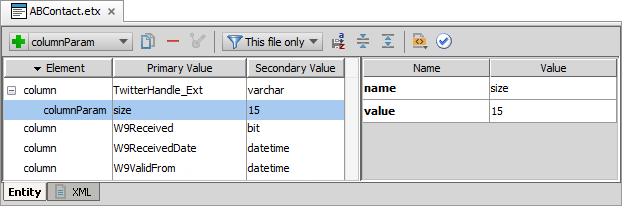 ABContact.etx
columnParam This file only
Element Primary Value Secondary Value Name Value
column TwitterHandle_Ext varchar name size
columnParam size 15 value 15
column W9Received bit
column W9ReceivedDate datetime
column W9ValidFrom datetime
Entity XML